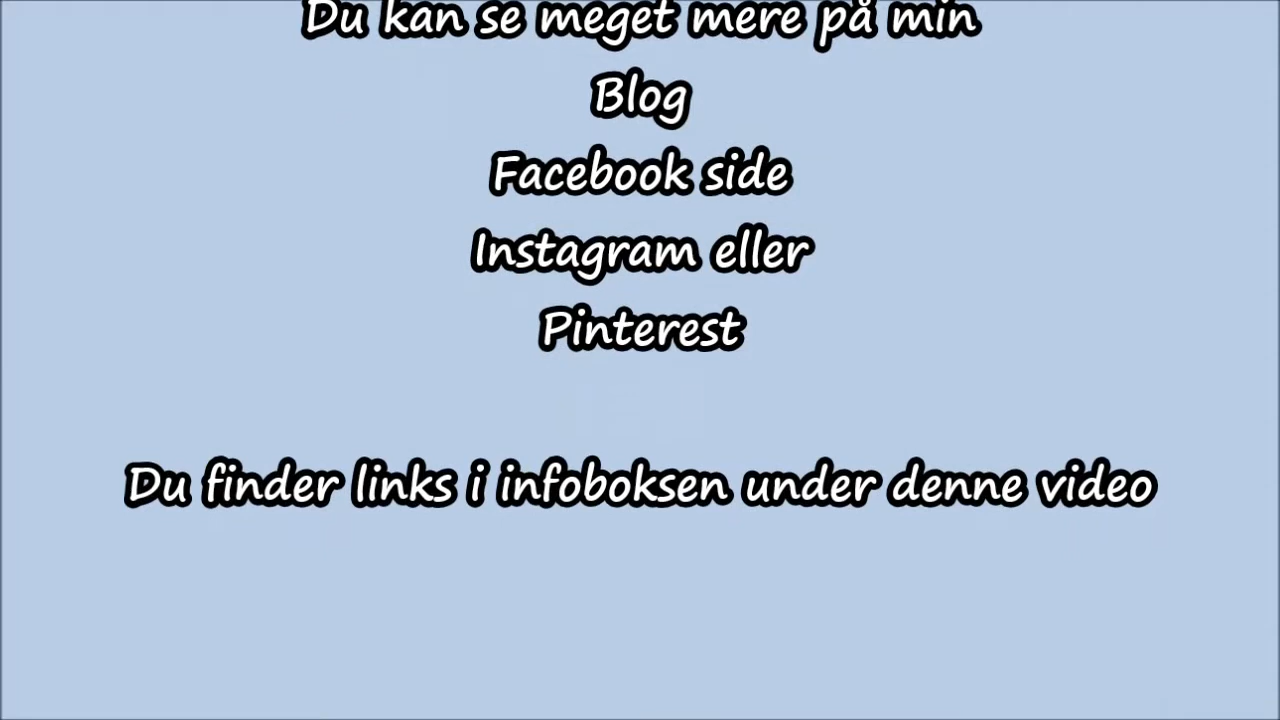 Du kan se meget mere på min
Blog
Facebook side
Instagram eller
Pinterest
Du finder links i infoboksen under denne video